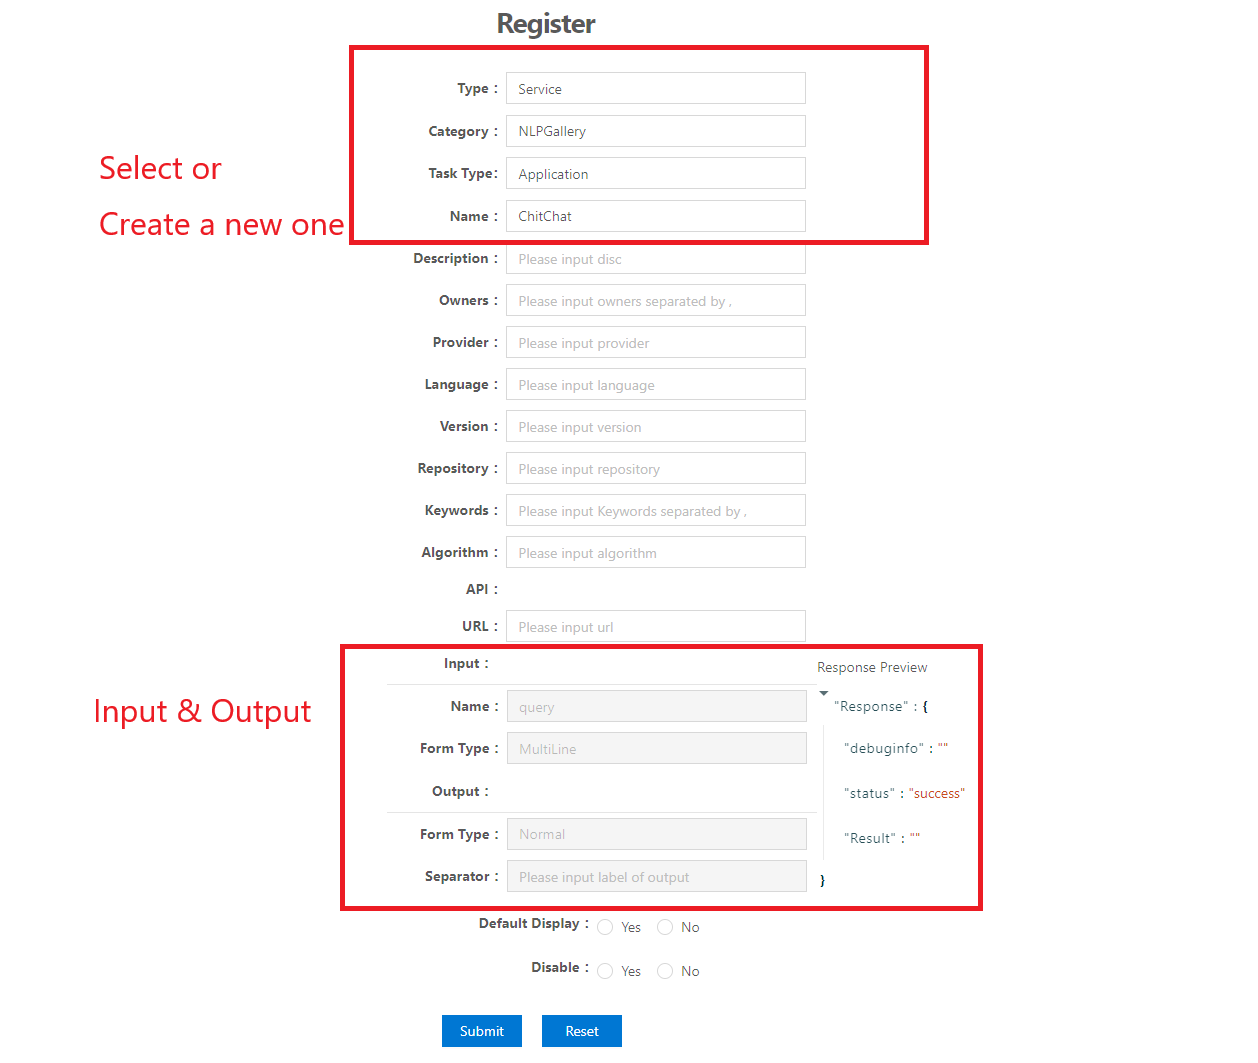 Register
Type : Service
Category : NLPGallery
Select or
Task Type: Application
Create a new one
Name : ChitChat
Description : Please input disc
Owners : Please input owners separated by ,
Provider : Please input provider
Language : Please input language
Version : Please input version
Repository : Please input repository
Keywords : Please input Keywords separated by ,
Algorithm : Please input algorithm
API :
URL : Please input url
Input & Output
Input :
Name : query
Form Type : MultiLine
Output :
Form Type : Normal
Separator : Please input label of output
Response Preview
"Response" : {
"debuginfo" : ""
"status" : "success"
"Result" : ""
}
Default Display : Yes No
Disable : Yes No
Submit Reset